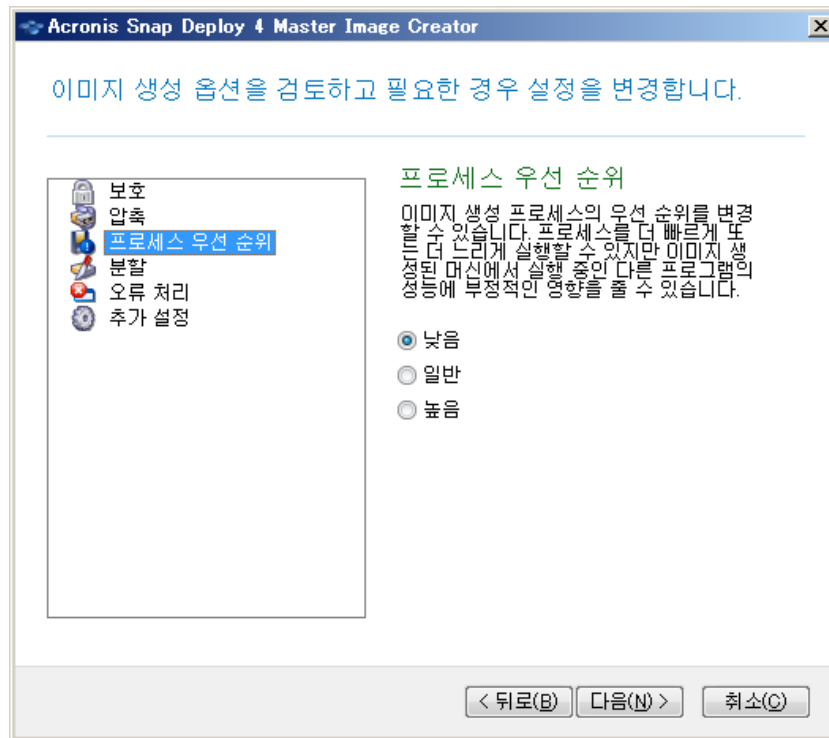 Acronis Snap Deploy 4 Master Image Creator
이미지 생성 옵션을 검토하고 필요한 경우 설정을 변경합니다.
보호
압축
프로세스 우선 순위
분할
오류 처리
추가 설정
프로세스 우선 순위
이미지 생성 프로세스의 우선 순위를 변경
할 수 있습니다. 프로세스를 더 빠르게 또
는 더 느리게 실행할 수 있지만 이미지 생
성된 머신에서 실행 중인 다른 프로그램의
성능에 부정적인 영향을 줄 수 있습니다.
낮음
일반
높음
< 뒤로(B)
다음(N) >
취소(C)